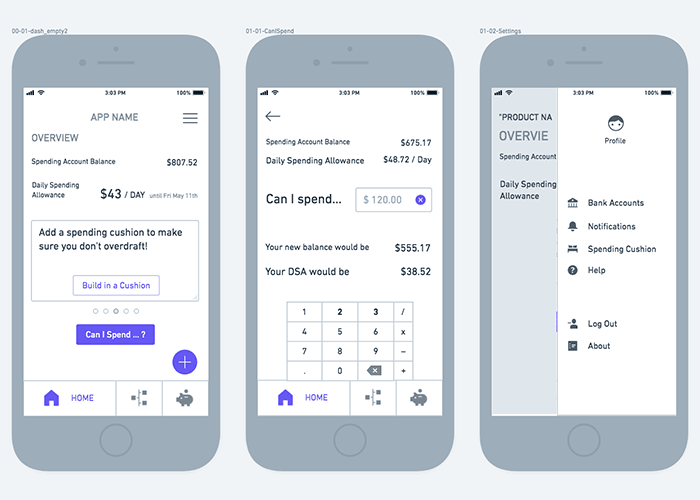 00-01-dash_empty2
3:03 PM
100%
APP NAME
OVERVIEW
Spending Account Balance $807.52
Daily Spending
Allowance $43 / DAY until Fri May 11th
Add a spending cushion to make
sure you don't overdraft!
Build in a Cushion
Can I Spend ... ?
HOME
01-01-CanISpend
3:03 PM
100%
Spending Account Balance $675.17
Daily Spending Allowance $48.72 / Day
Can I spend... $ 120.00
Your new balance would be $555.17
Your DSA would be $38.52
1 2 3 /
4 5 6 x
7 8 9 –
. 0 +
HOME
01-02-Settings
3:03 PM
100%
"PRODUCT NA
OVERVIE
Spending Account
Daily Spending
Allowance
Profile
Bank Accounts
Notifications
Spending Cushion
Help
Log Out
About